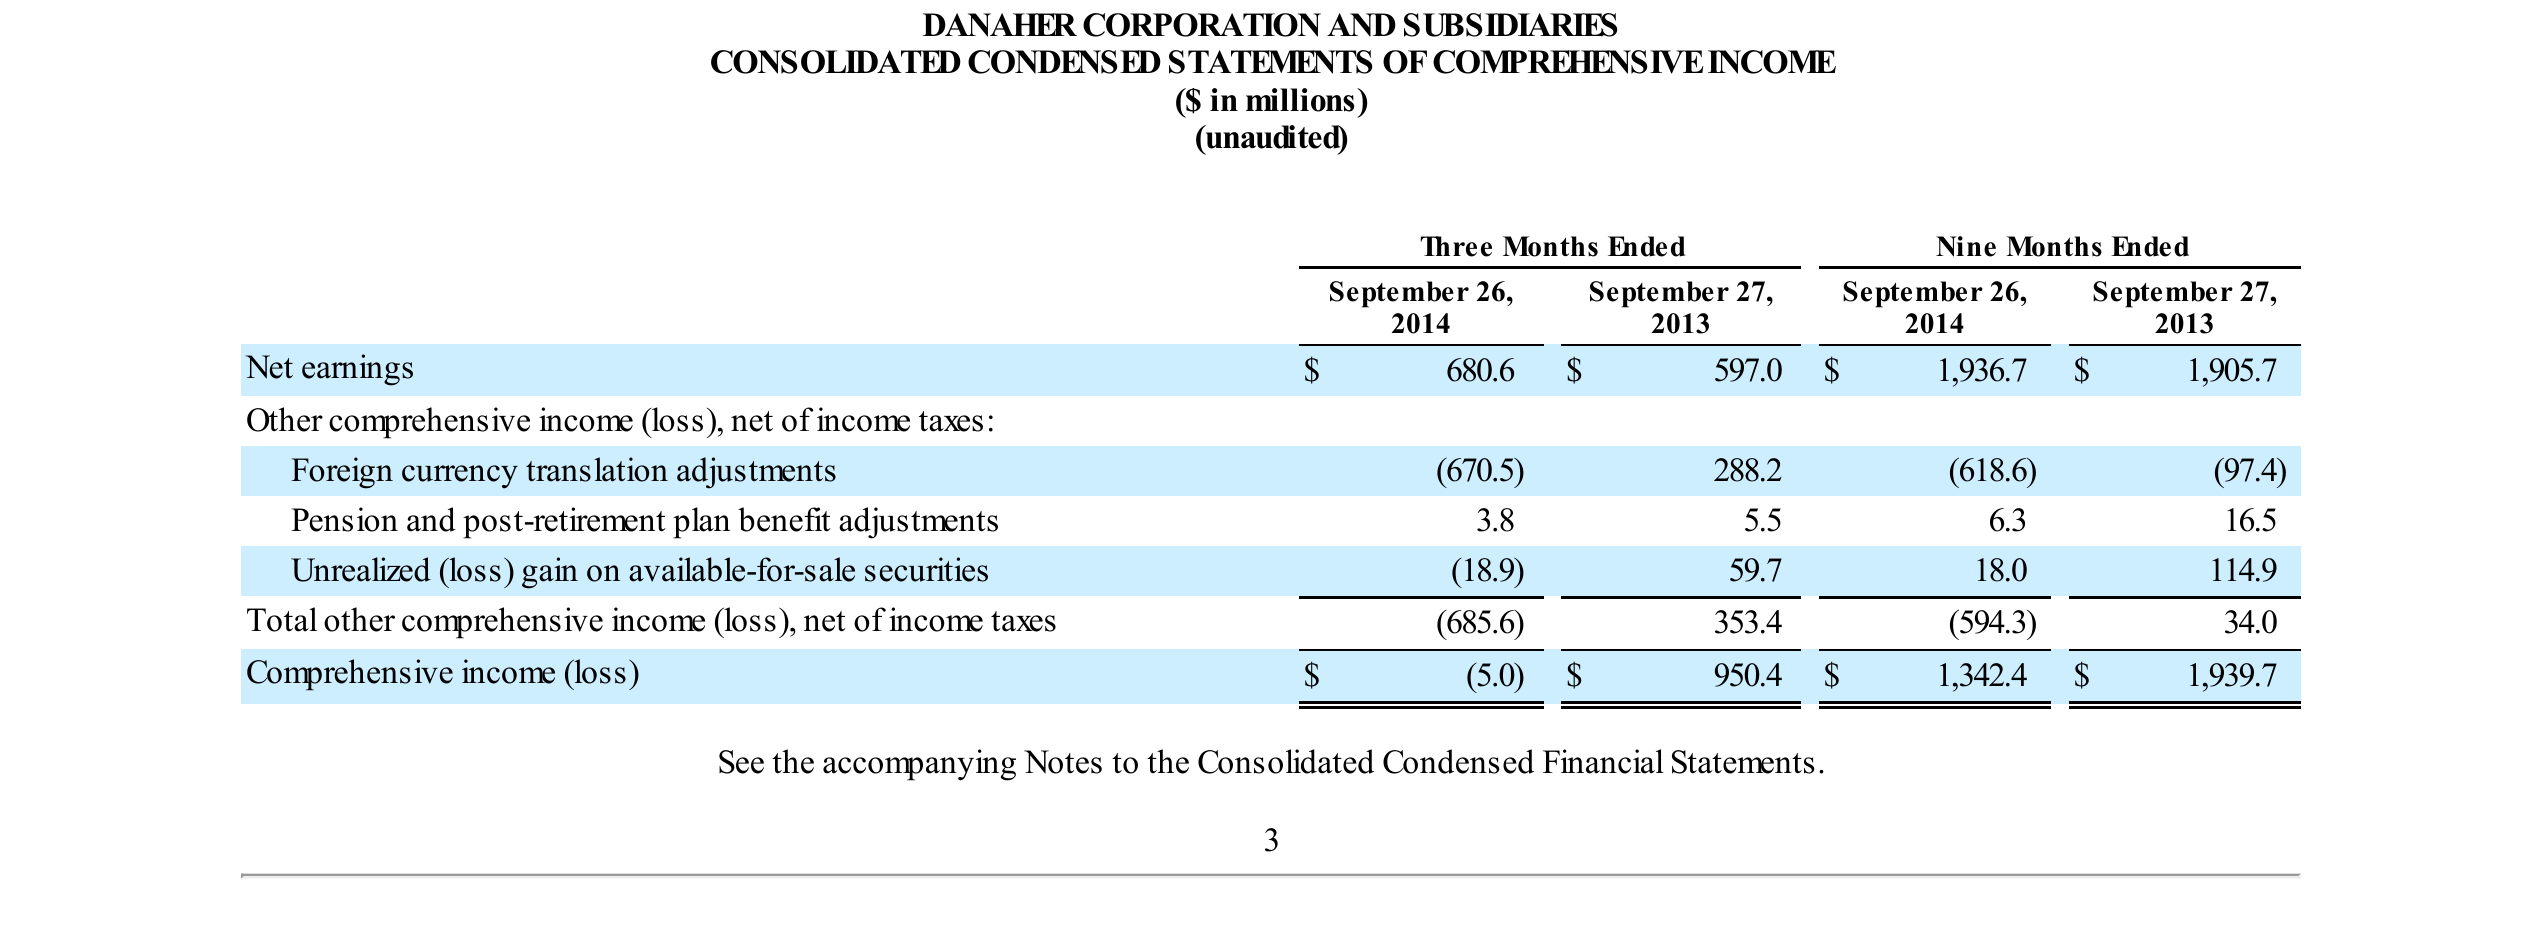 DANAHER CORPORATION AND SUBSIDIARIES
CONSOLIDATED CONDENSED STATEMENTS OF COMPREHENSIVE INCOME
($ in millions)
(unaudited)
Three Months Ended Nine Months Ended
September 26, 2014 September 27, 2013 September 26, 2014 September 27, 2013
Net earnings $ 680.6 $ 597.0 $ 1,936.7 $ 1,905.7
Other comprehensive income (loss), net of income taxes:
Foreign currency translation adjustments (670.5) 288.2 (618.6) (97.4)
Pension and post-retirement plan benefit adjustments 3.8 5.5 6.3 16.5
Unrealized (loss) gain on available-for-sale securities (18.9) 59.7 18.0 114.9
Total other comprehensive income (loss), net of income taxes (685.6) 353.4 (594.3) 34.0
Comprehensive income (loss) $ (5.0) $ 950.4 $ 1,342.4 $ 1,939.7
See the accompanying Notes to the Consolidated Condensed Financial Statements.
3